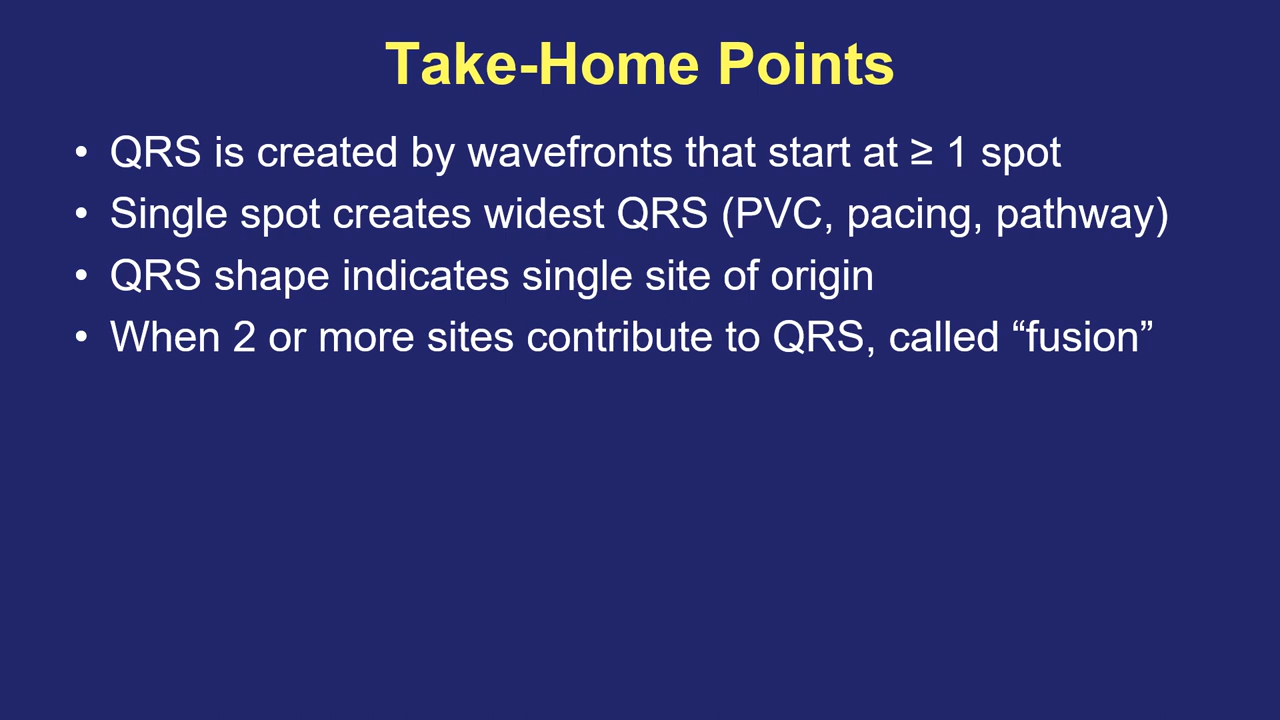 Take-Home Points
• QRS is created by wavefronts that start at ≥ 1 spot
• Single spot creates widest QRS (PVC, pacing, pathway)
• QRS shape indicates single site of origin
• When 2 or more sites contribute to QRS, called “fusion”